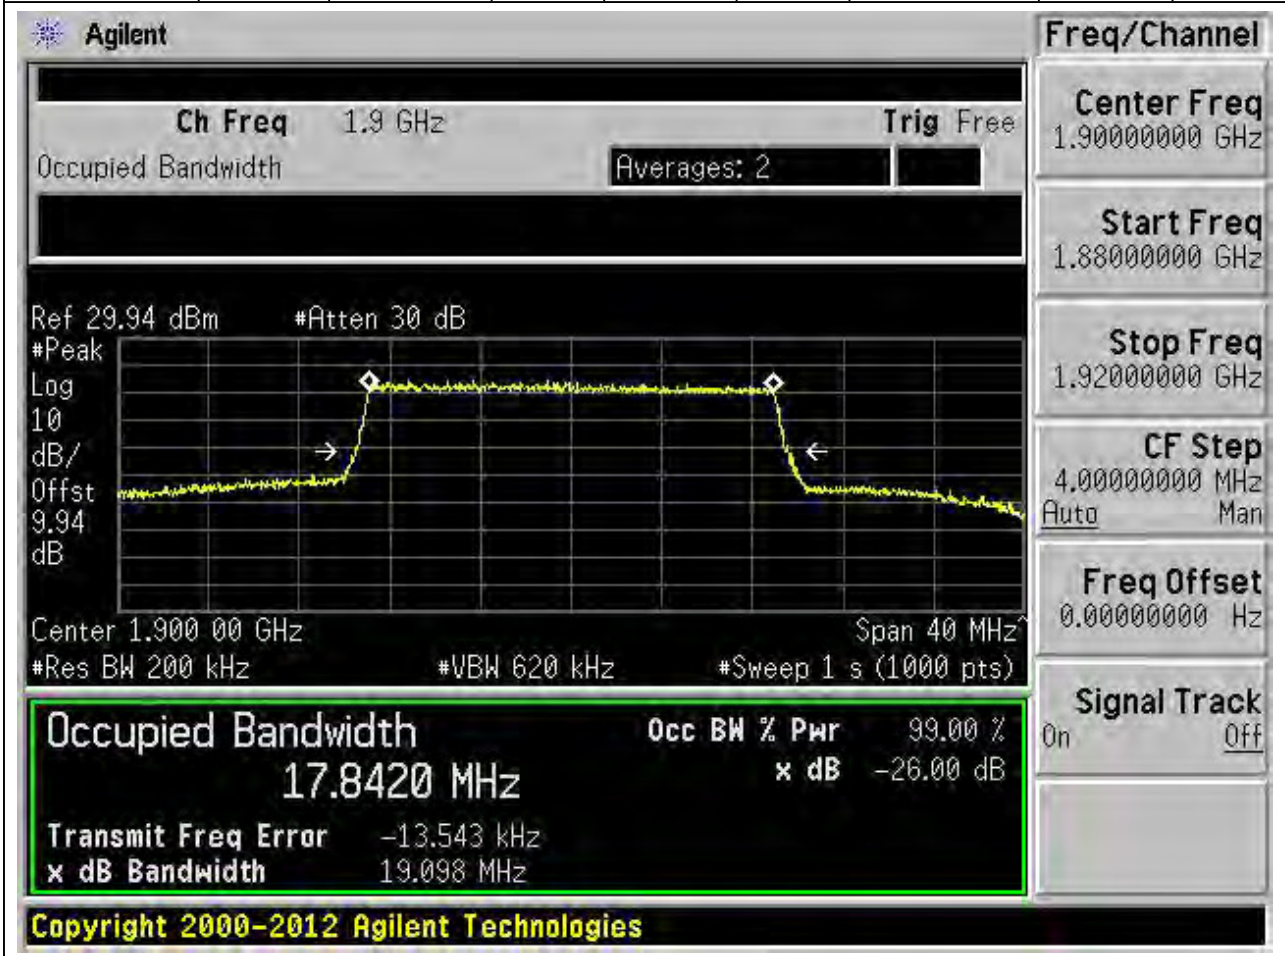 Agilent
Freq/Channel
Ch Freq 1.9 GHz Trig Free
Occupied Bandwidth Averages: 2
Center Freq
1.90000000 GHz
Start Freq
1.88000000 GHz
Stop Freq
1.92000000 GHz
CF Step
4.00000000 MHz
Auto Man
Freq Offset
0.00000000 Hz
Signal Track
On Off
Ref 29.94 dBm #Atten 30 dB
#Peak
Log
10
dB/
Offst
9.94
dB
Center 1.900 00 GHz Span 40 MHz^
#Res BW 200 kHz #VBW 620 kHz #Sweep 1 s (1000 pts)
Occupied Bandwidth Occ BW % Pwr 99.00 %
17.8420 MHz x dB -26.00 dB
Transmit Freq Error -13.543 kHz
x dB Bandwidth 19.098 MHz
Copyright 2000-2012 Agilent Technologies